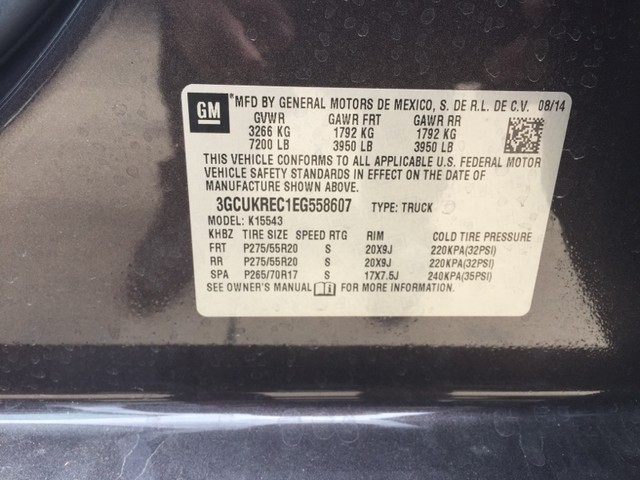 GM ® MFD BY GENERAL MOTORS DE MEXICO, S. DE R.L. DE C.V. 08/14
GVWR GAWR FRT GAWR RR
3266 KG 1792 KG 1792 KG
7200 LB 3950 LB 3950 LB
THIS VEHICLE CONFORMS TO ALL APPLICABLE U.S. FEDERAL MOTOR
VEHICLE SAFETY STANDARDS IN EFFECT ON THE DATE OF
MANUFACTURE SHOWN ABOVE.
3GCUKREC1EG558607 TYPE: TRUCK
MODEL: K15543
KHBZ TIRE SIZE SPEED RTG RIM COLD TIRE PRESSURE
FRT P275/55R20 S 20X9J 220KPA(32PSI)
RR P275/55R20 S 20X9J 220KPA(32PSI)
SPA P265/70R17 S 17X7.5J 240KPA(35PSI)
SEE OWNER'S MANUAL FOR MORE INFORMATION.